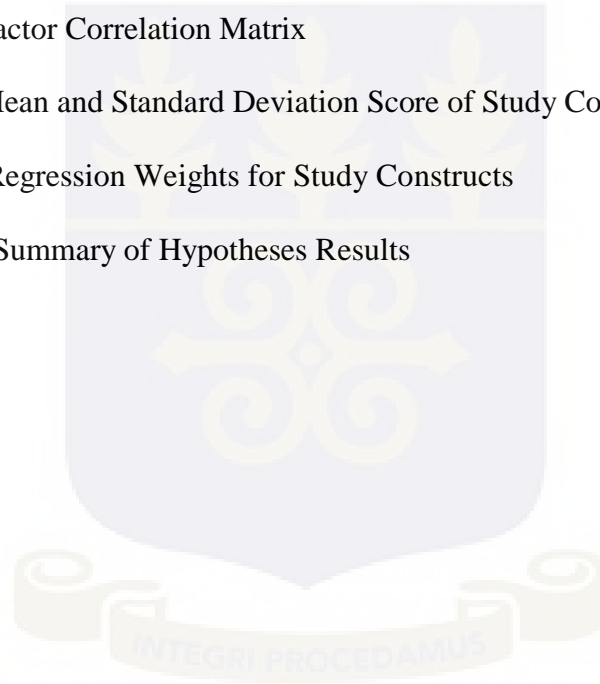 actor Correlation Matrix
Mean and Standard Deviation Score of Study Co
Regression Weights for Study Constructs
Summary of Hypotheses Results
INTEGRI PROCEDAMUS